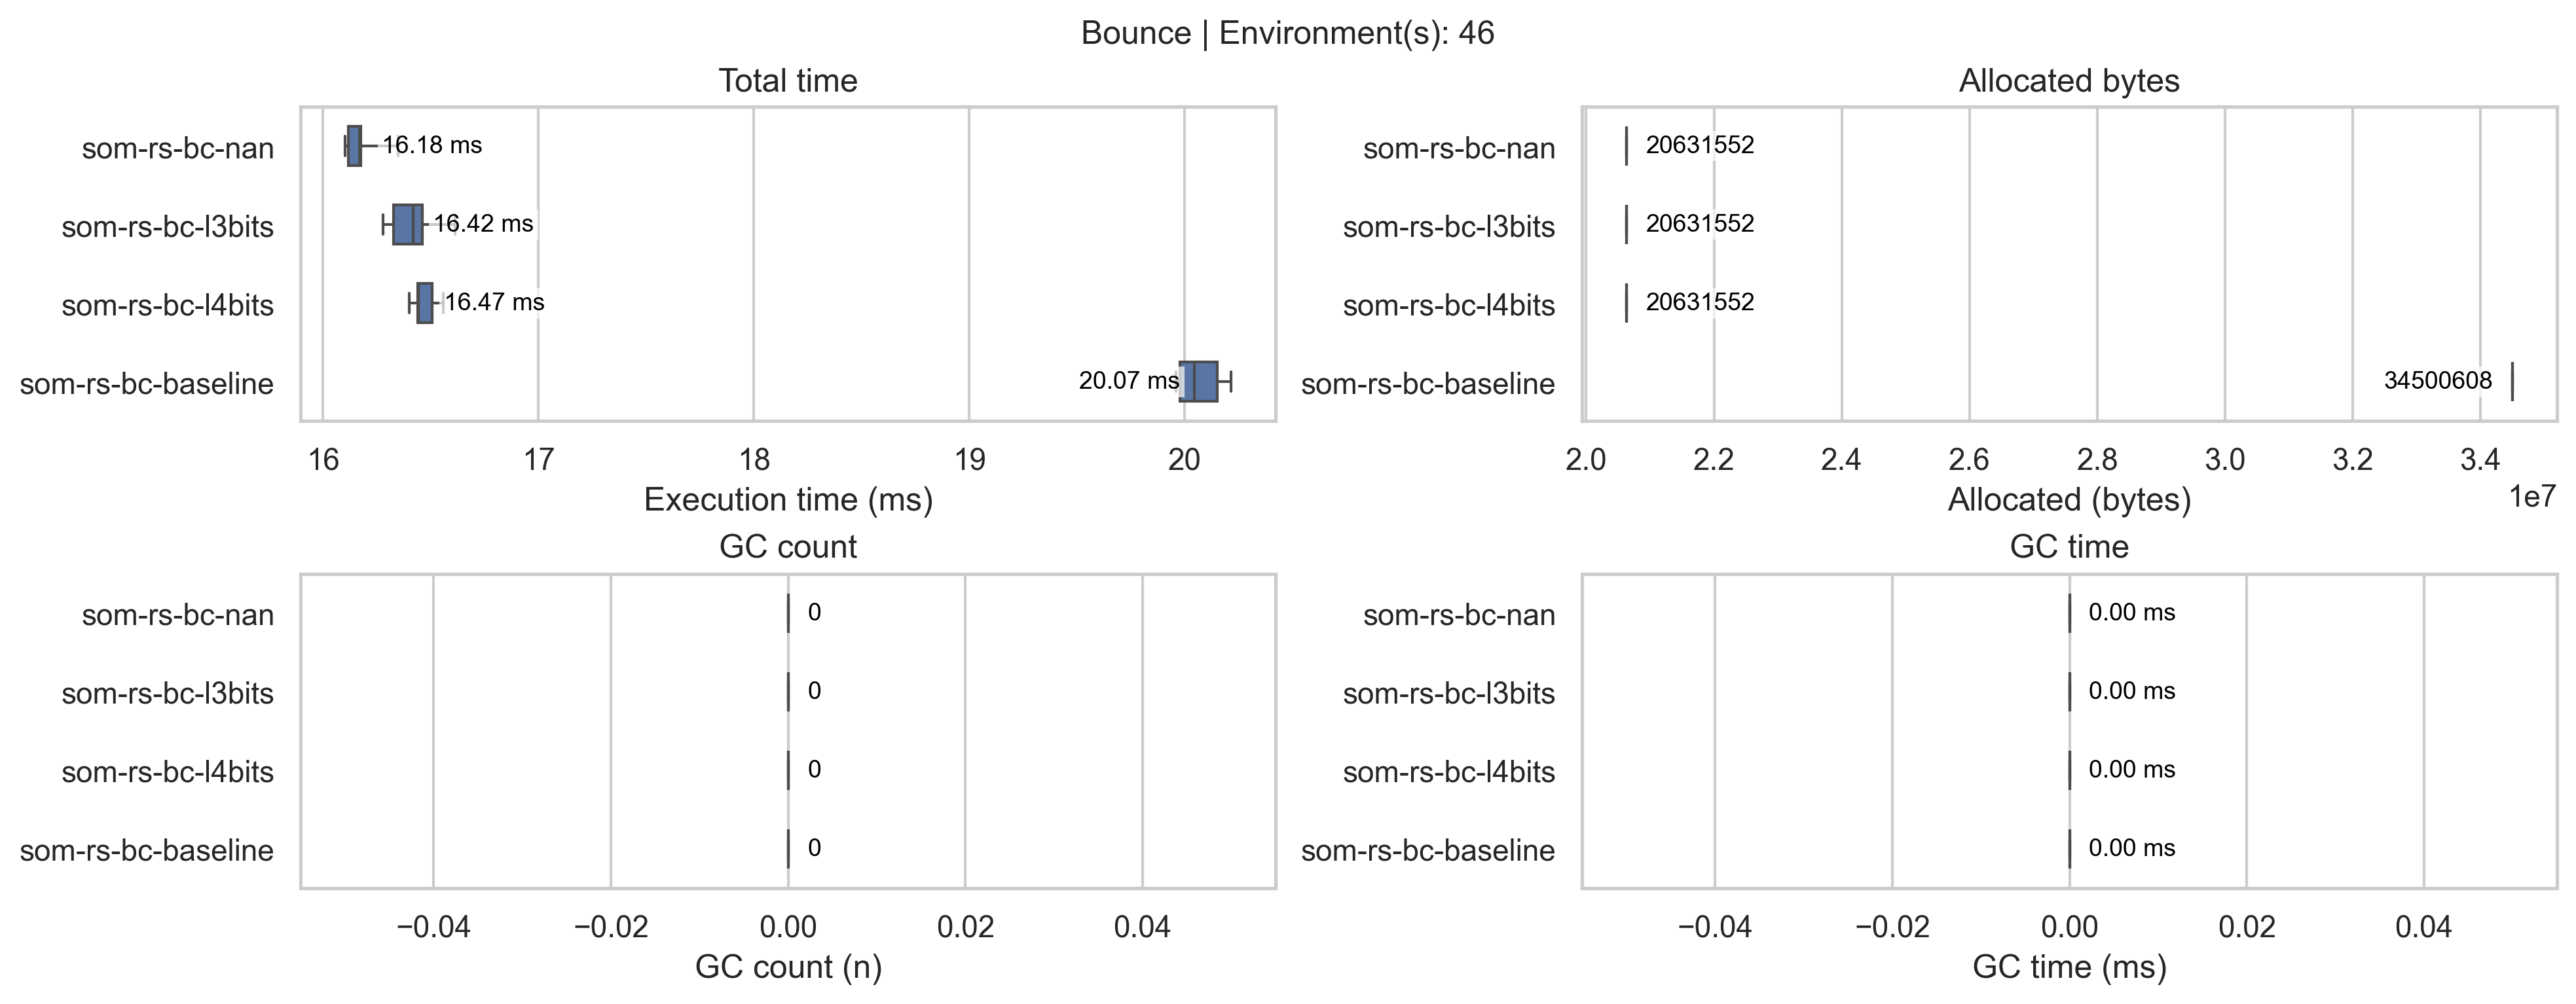 Bounce | Environment(s): 46
Total time
som-rs-bc-nan
16.18 ms
som-rs-bc-l3bits
16.42 ms
som-rs-bc-l4bits
16.47 ms
som-rs-bc-baseline
20.07 ms
16 17 18 19 20
Execution time (ms)
Allocated bytes
som-rs-bc-nan
20631552
som-rs-bc-l3bits
20631552
som-rs-bc-l4bits
20631552
som-rs-bc-baseline
34500608
2.0 2.2 2.4 2.6 2.8 3.0 3.2 3.4
1e7
Allocated (bytes)
GC count
som-rs-bc-nan
0
som-rs-bc-l3bits
0
som-rs-bc-l4bits
0
som-rs-bc-baseline
0
−0.04 −0.02 0.00 0.02 0.04
GC count (n)
GC time
som-rs-bc-nan
0.00 ms
som-rs-bc-l3bits
0.00 ms
som-rs-bc-l4bits
0.00 ms
som-rs-bc-baseline
0.00 ms
−0.04 −0.02 0.00 0.02 0.04
GC time (ms)